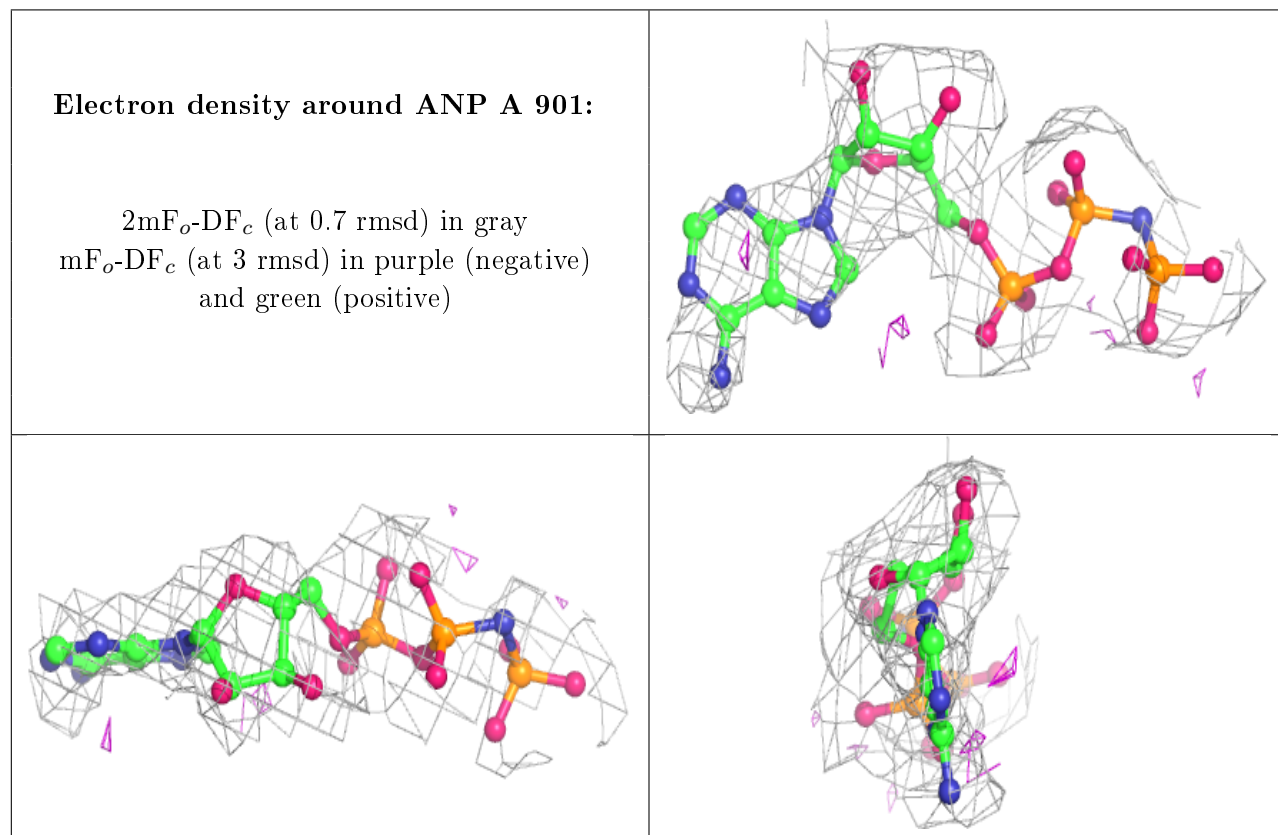 Electron density around ANP A 901:
2mFₒ-DF𝒸 (at 0.7 rmsd) in gray
mFₒ-DF𝒸 (at 3 rmsd) in purple (negative)
and green (positive)